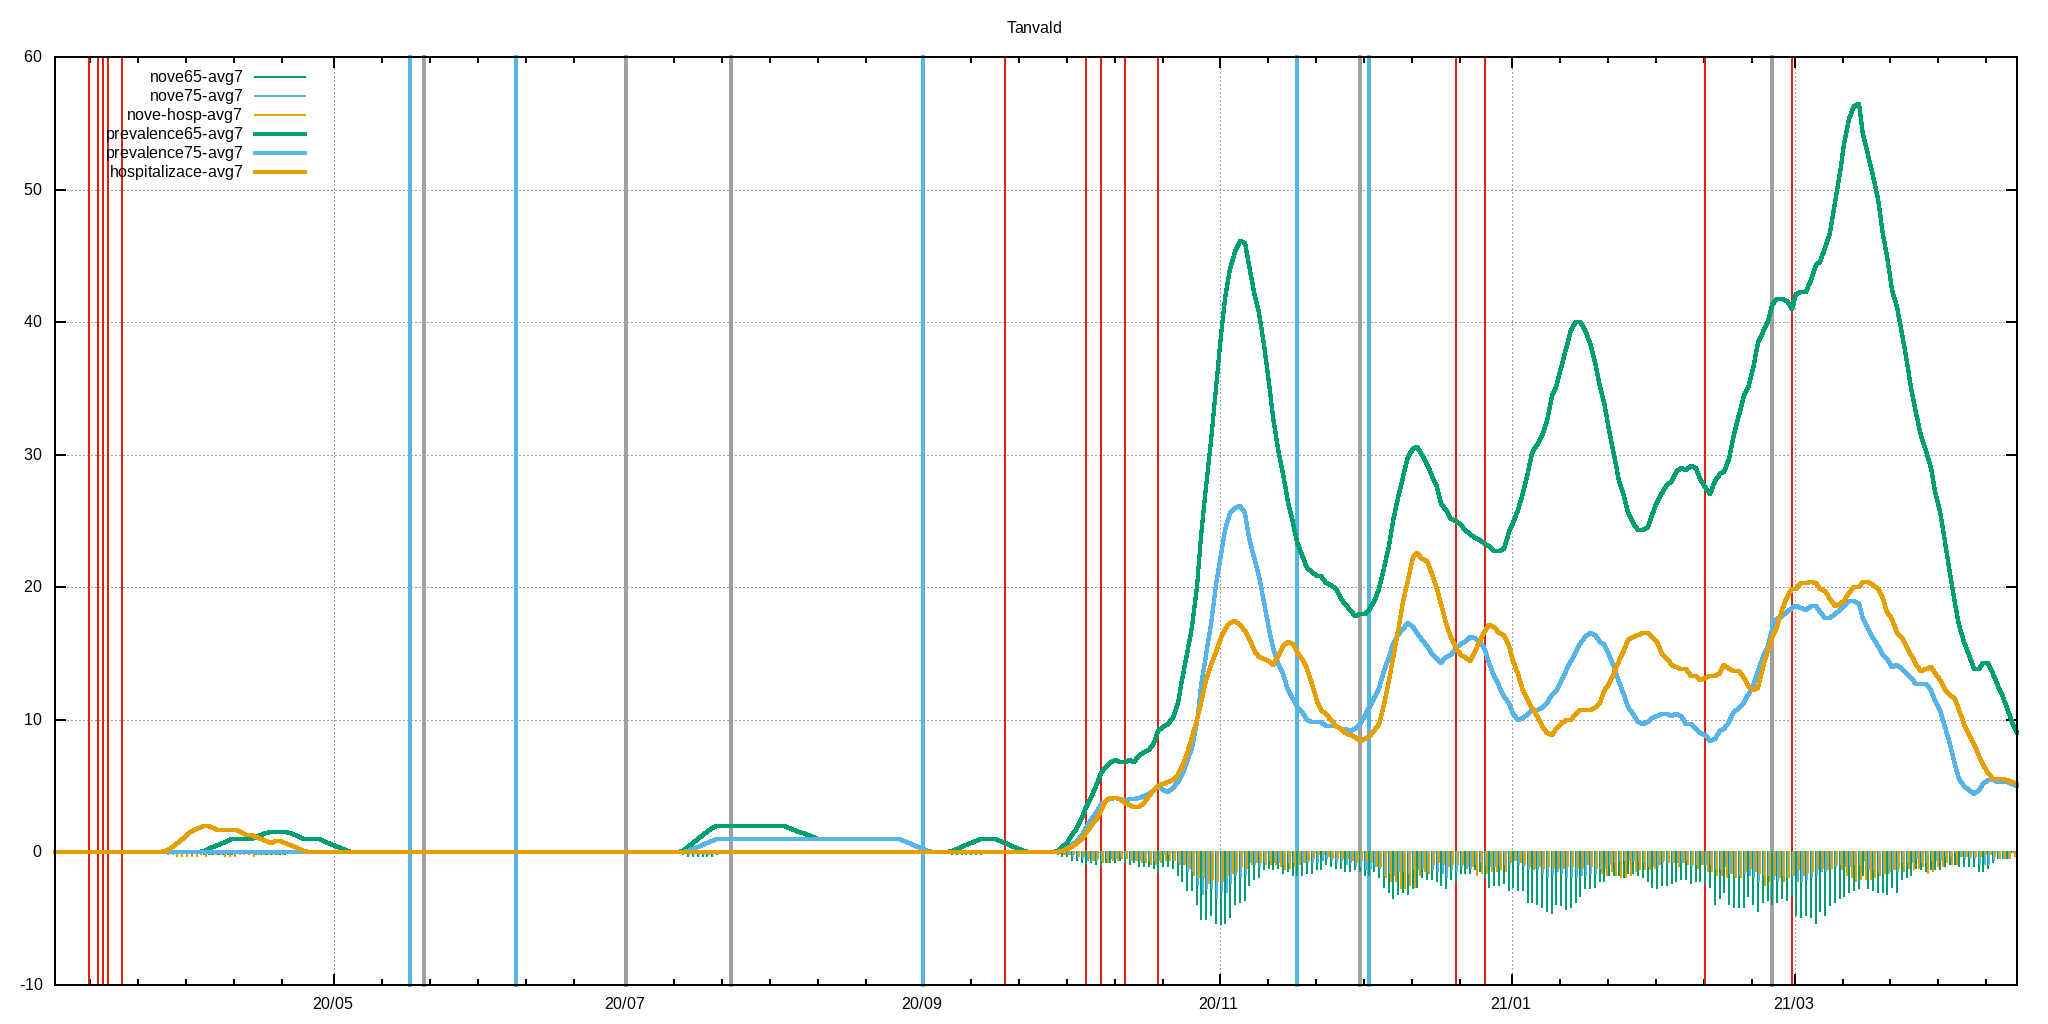 Tanvald
60
nove65-avg7
nove75-avg7
nove-hosp-avg7
prevalence65-avg7
prevalence75-avg7
hospitalizace-avg7
50
40
30
20
10
0
-10
20/05 20/07 20/09 20/11 21/01 21/03